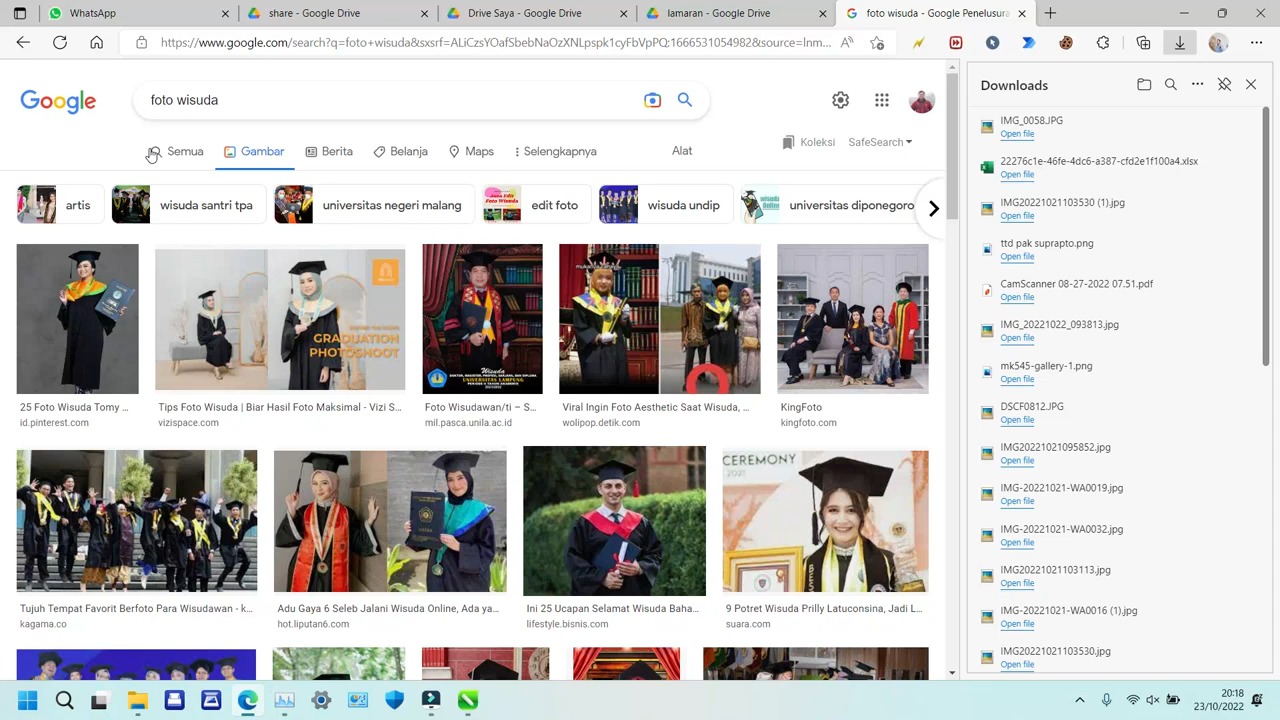 WhatsApp
Google Drive
Google Drive
Service - Google Drive
lamaran - Google Drive
https://www.google.com/search?q=foto+wisuda&sxsrf=ALiCzsYOafSbebNaOzXNLpspk1cyFbVpPQ:1666531054982&source=lnm...
Google
foto wisuda
Semua
Gambar
Berita
Belanja
Maps
Selengkapnya
Alat
Koleksi
SafeSearch
artis
wisuda santri tpa
universitas negeri malang
edit foto
wisuda undip
universitas diponegoro
GRADUATION
PHOTOSHOOT
Wisuda
UNIVERSITAS LAMPUNG
25 Foto Wisuda Tomy ...
id.pinterest.com
Tips Foto Wisuda | Biar Hasil Foto Maksimal - Vizi S...
vizispace.com
Foto Wisudawan/ti – S...
mil.pasca.unila.ac.id
Viral Ingin Foto Aesthetic Saat Wisuda, ...
wolipop.detik.com
KingFoto
kingfoto.com
CEREMONY
Tujuh Tempat Favorit Berfoto Para Wisudawan - k...
kagama.co
Adu Gaya 6 Seleb Jalani Wisuda Online, Ada ya...
hot.liputan6.com
Ini 25 Ucapan Selamat Wisuda Baha...
lifestyle.bisnis.com
9 Potret Wisuda Prilly Latuconsina, Jadi L...
suara.com
Downloads
IMG_0058.JPG
Open file
22276c1e-46fe-4dc6-a387-cfd2e1f100a4.xlsx
Open file
IMG20221021103530 (1).jpg
Open file
ttd pak suprapto.png
Open file
CamScanner 08-27-2022 07.51.pdf
Open file
IMG_20221022_093813.jpg
Open file
mk545-gallery-1.png
Open file
DSCF0812.JPG
Open file
IMG20221021095852.jpg
Open file
IMG-20221021-WA0019.jpg
Open file
IMG-20221021-WA0032.jpg
Open file
IMG20221021103113.jpg
Open file
IMG-20221021-WA0016 (1).jpg
Open file
IMG20221021103330.jpg
Open file
20:18
23/10/2022